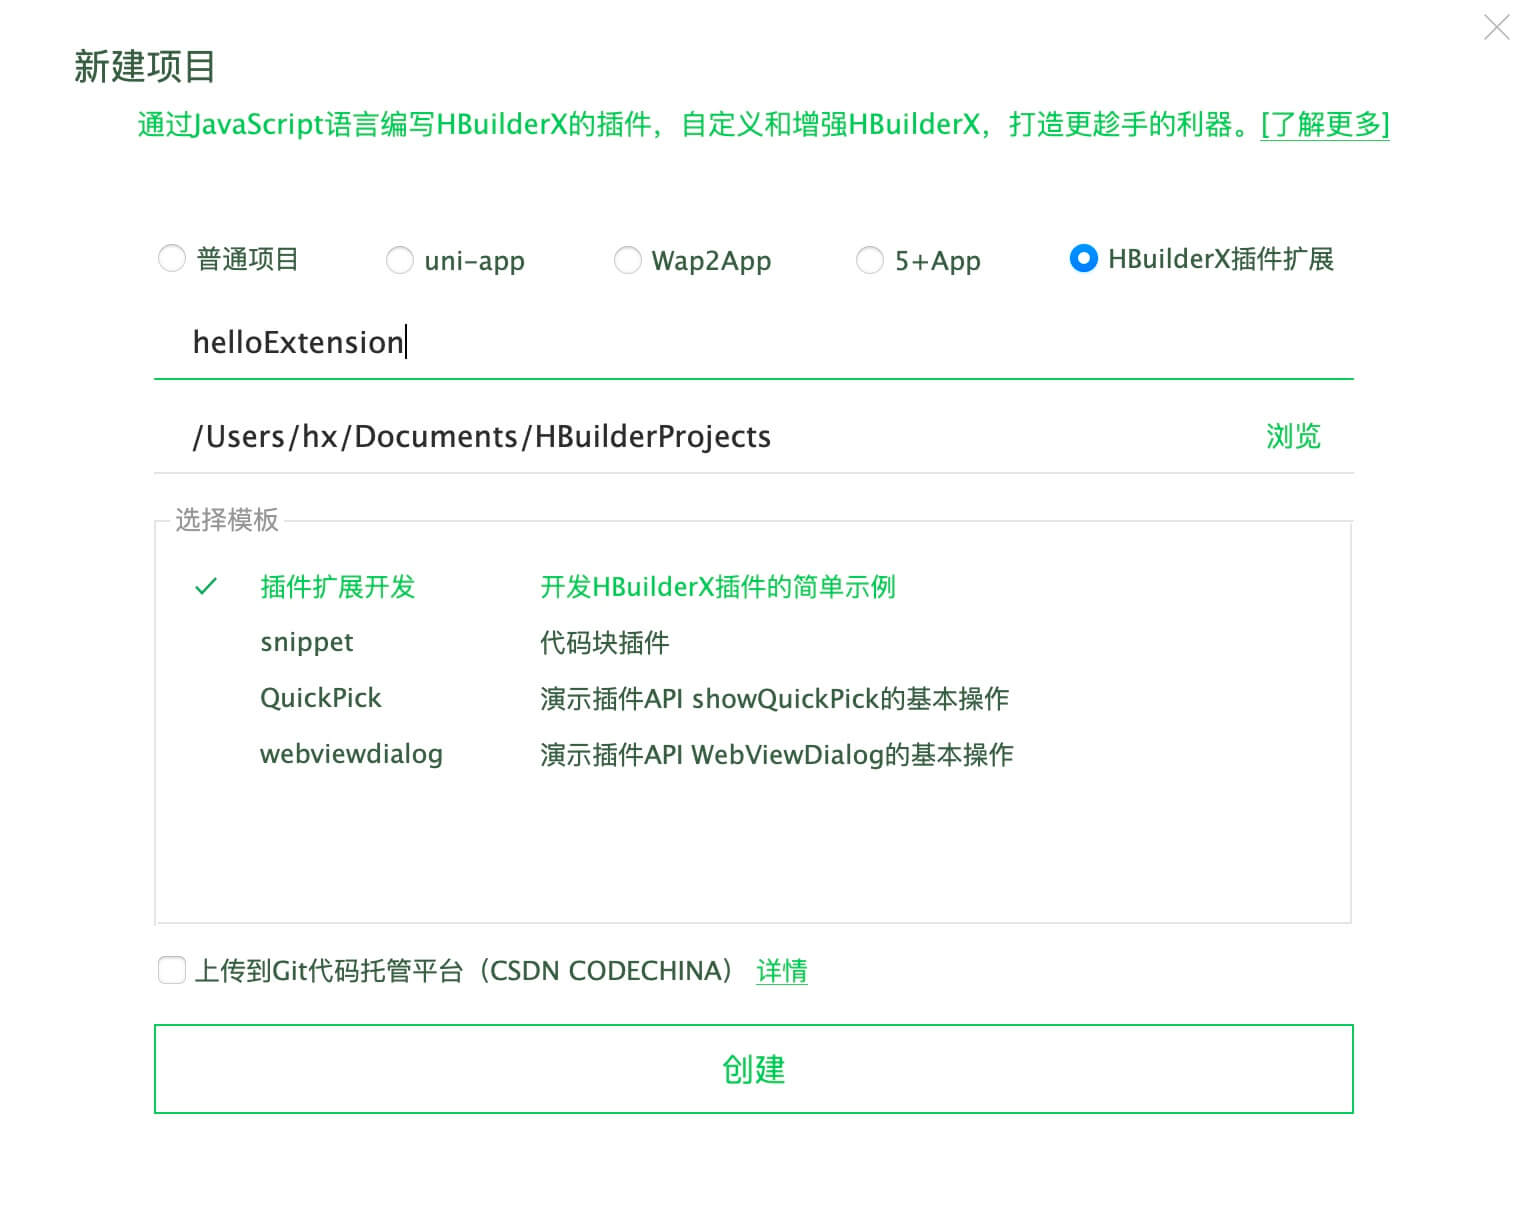 新建项目
通过JavaScript语言编写HBuilderX的插件，自定义和增强HBuilderX，打造更趁手的利器。[了解更多]
普通项目 uni-app Wap2App 5+App HBuilderX插件扩展
helloExtension
/Users/hx/Documents/HBuilderProjects 浏览
选择模板
插件扩展开发 开发HBuilderX插件的简单示例
snippet 代码块插件
QuickPick 演示插件API showQuickPick的基本操作
webviewdialog 演示插件API WebViewDialog的基本操作
上传到Git代码托管平台（CSDN CODECHINA） 详情
创建